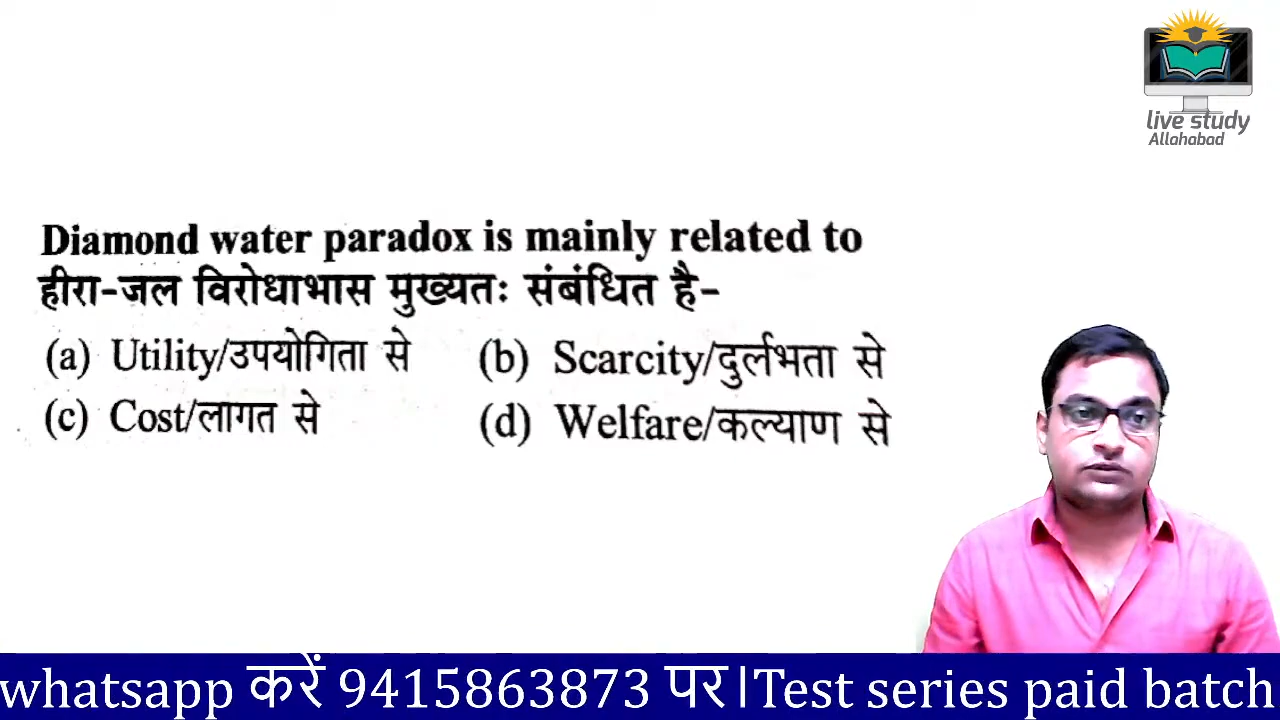 live study
Allahabad
Diamond water paradox is mainly related to
हीरा-जल विरोधाभास मुख्यतः संबंधित है-
(a) Utility/उपयोगिता से (b) Scarcity/दुर्लभता से
(c) Cost/लागत से (d) Welfare/कल्याण से
whatsapp करें 9415863873 पर।Test series paid batch